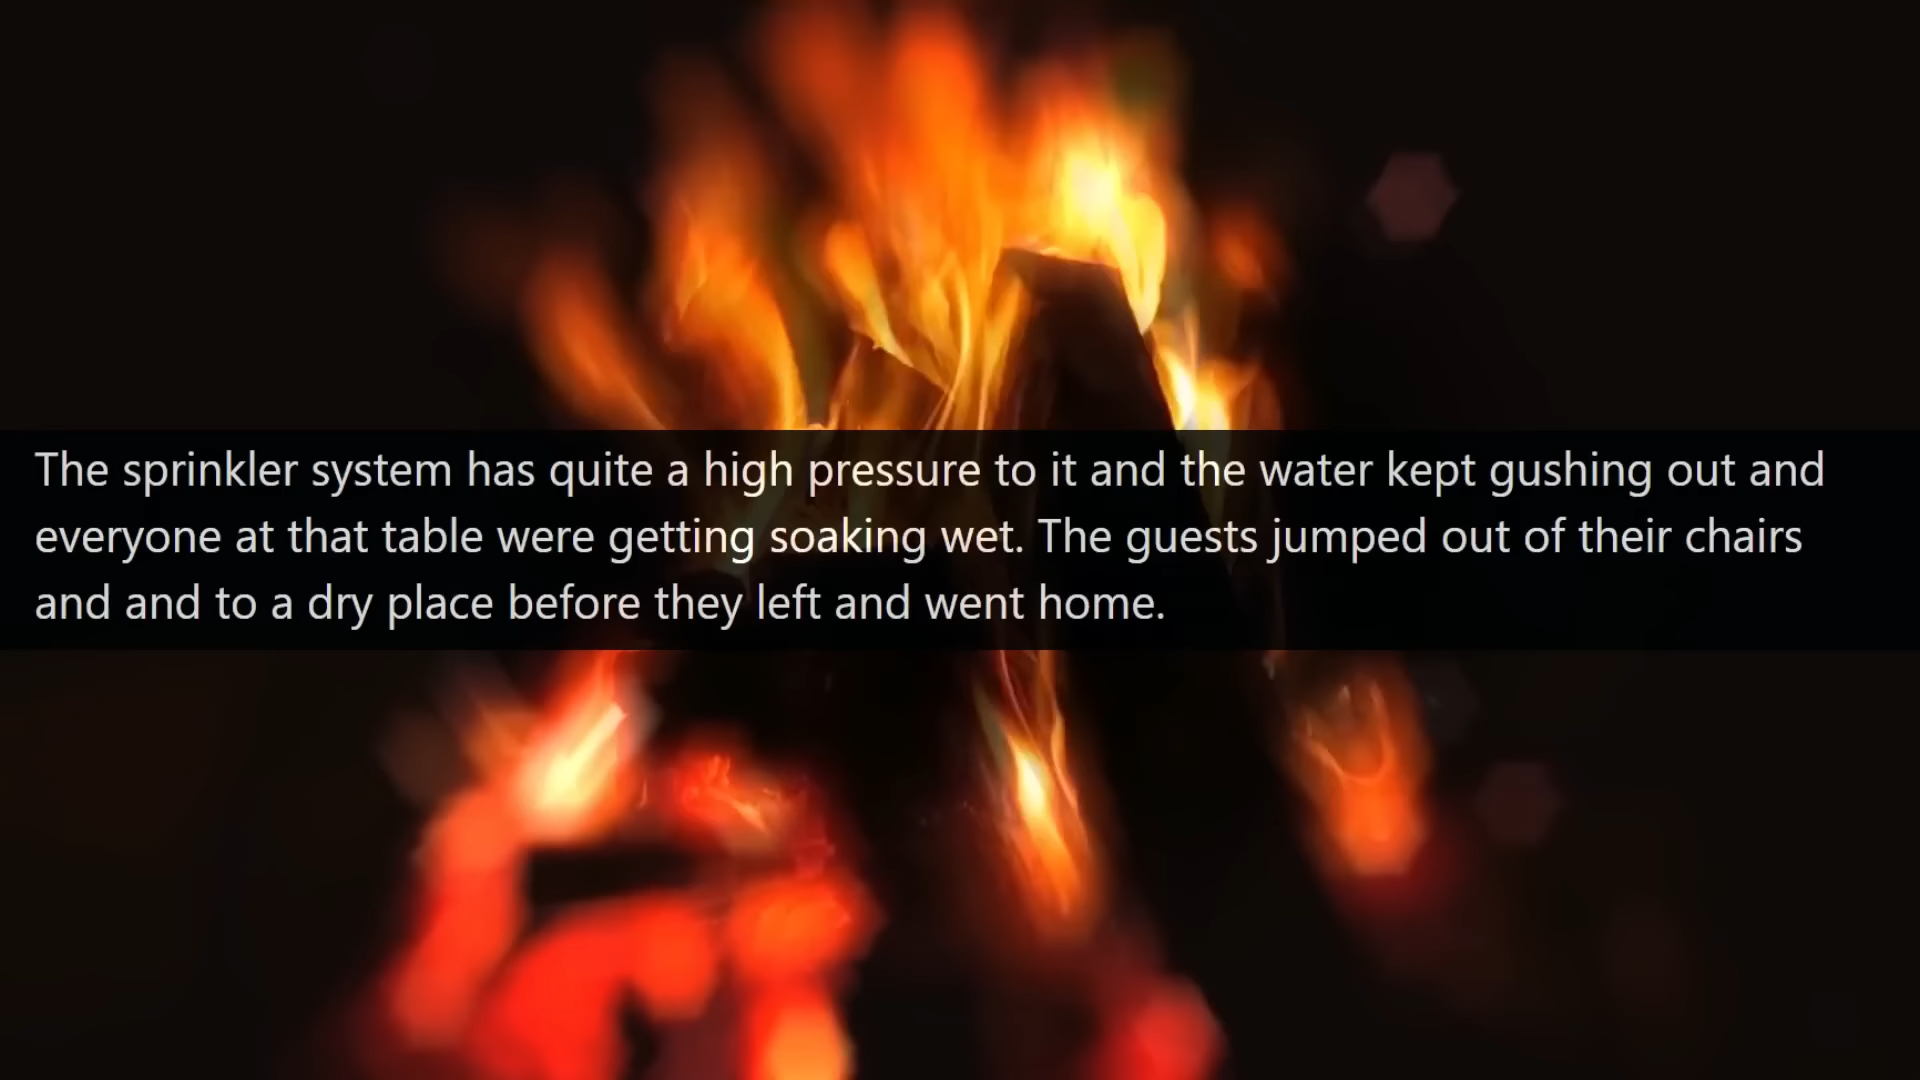 The sprinkler system has quite a high pressure to it and the water kept gushing out and
everyone at that table were getting soaking wet. The guests jumped out of their chairs
and and to a dry place before they left and went home.